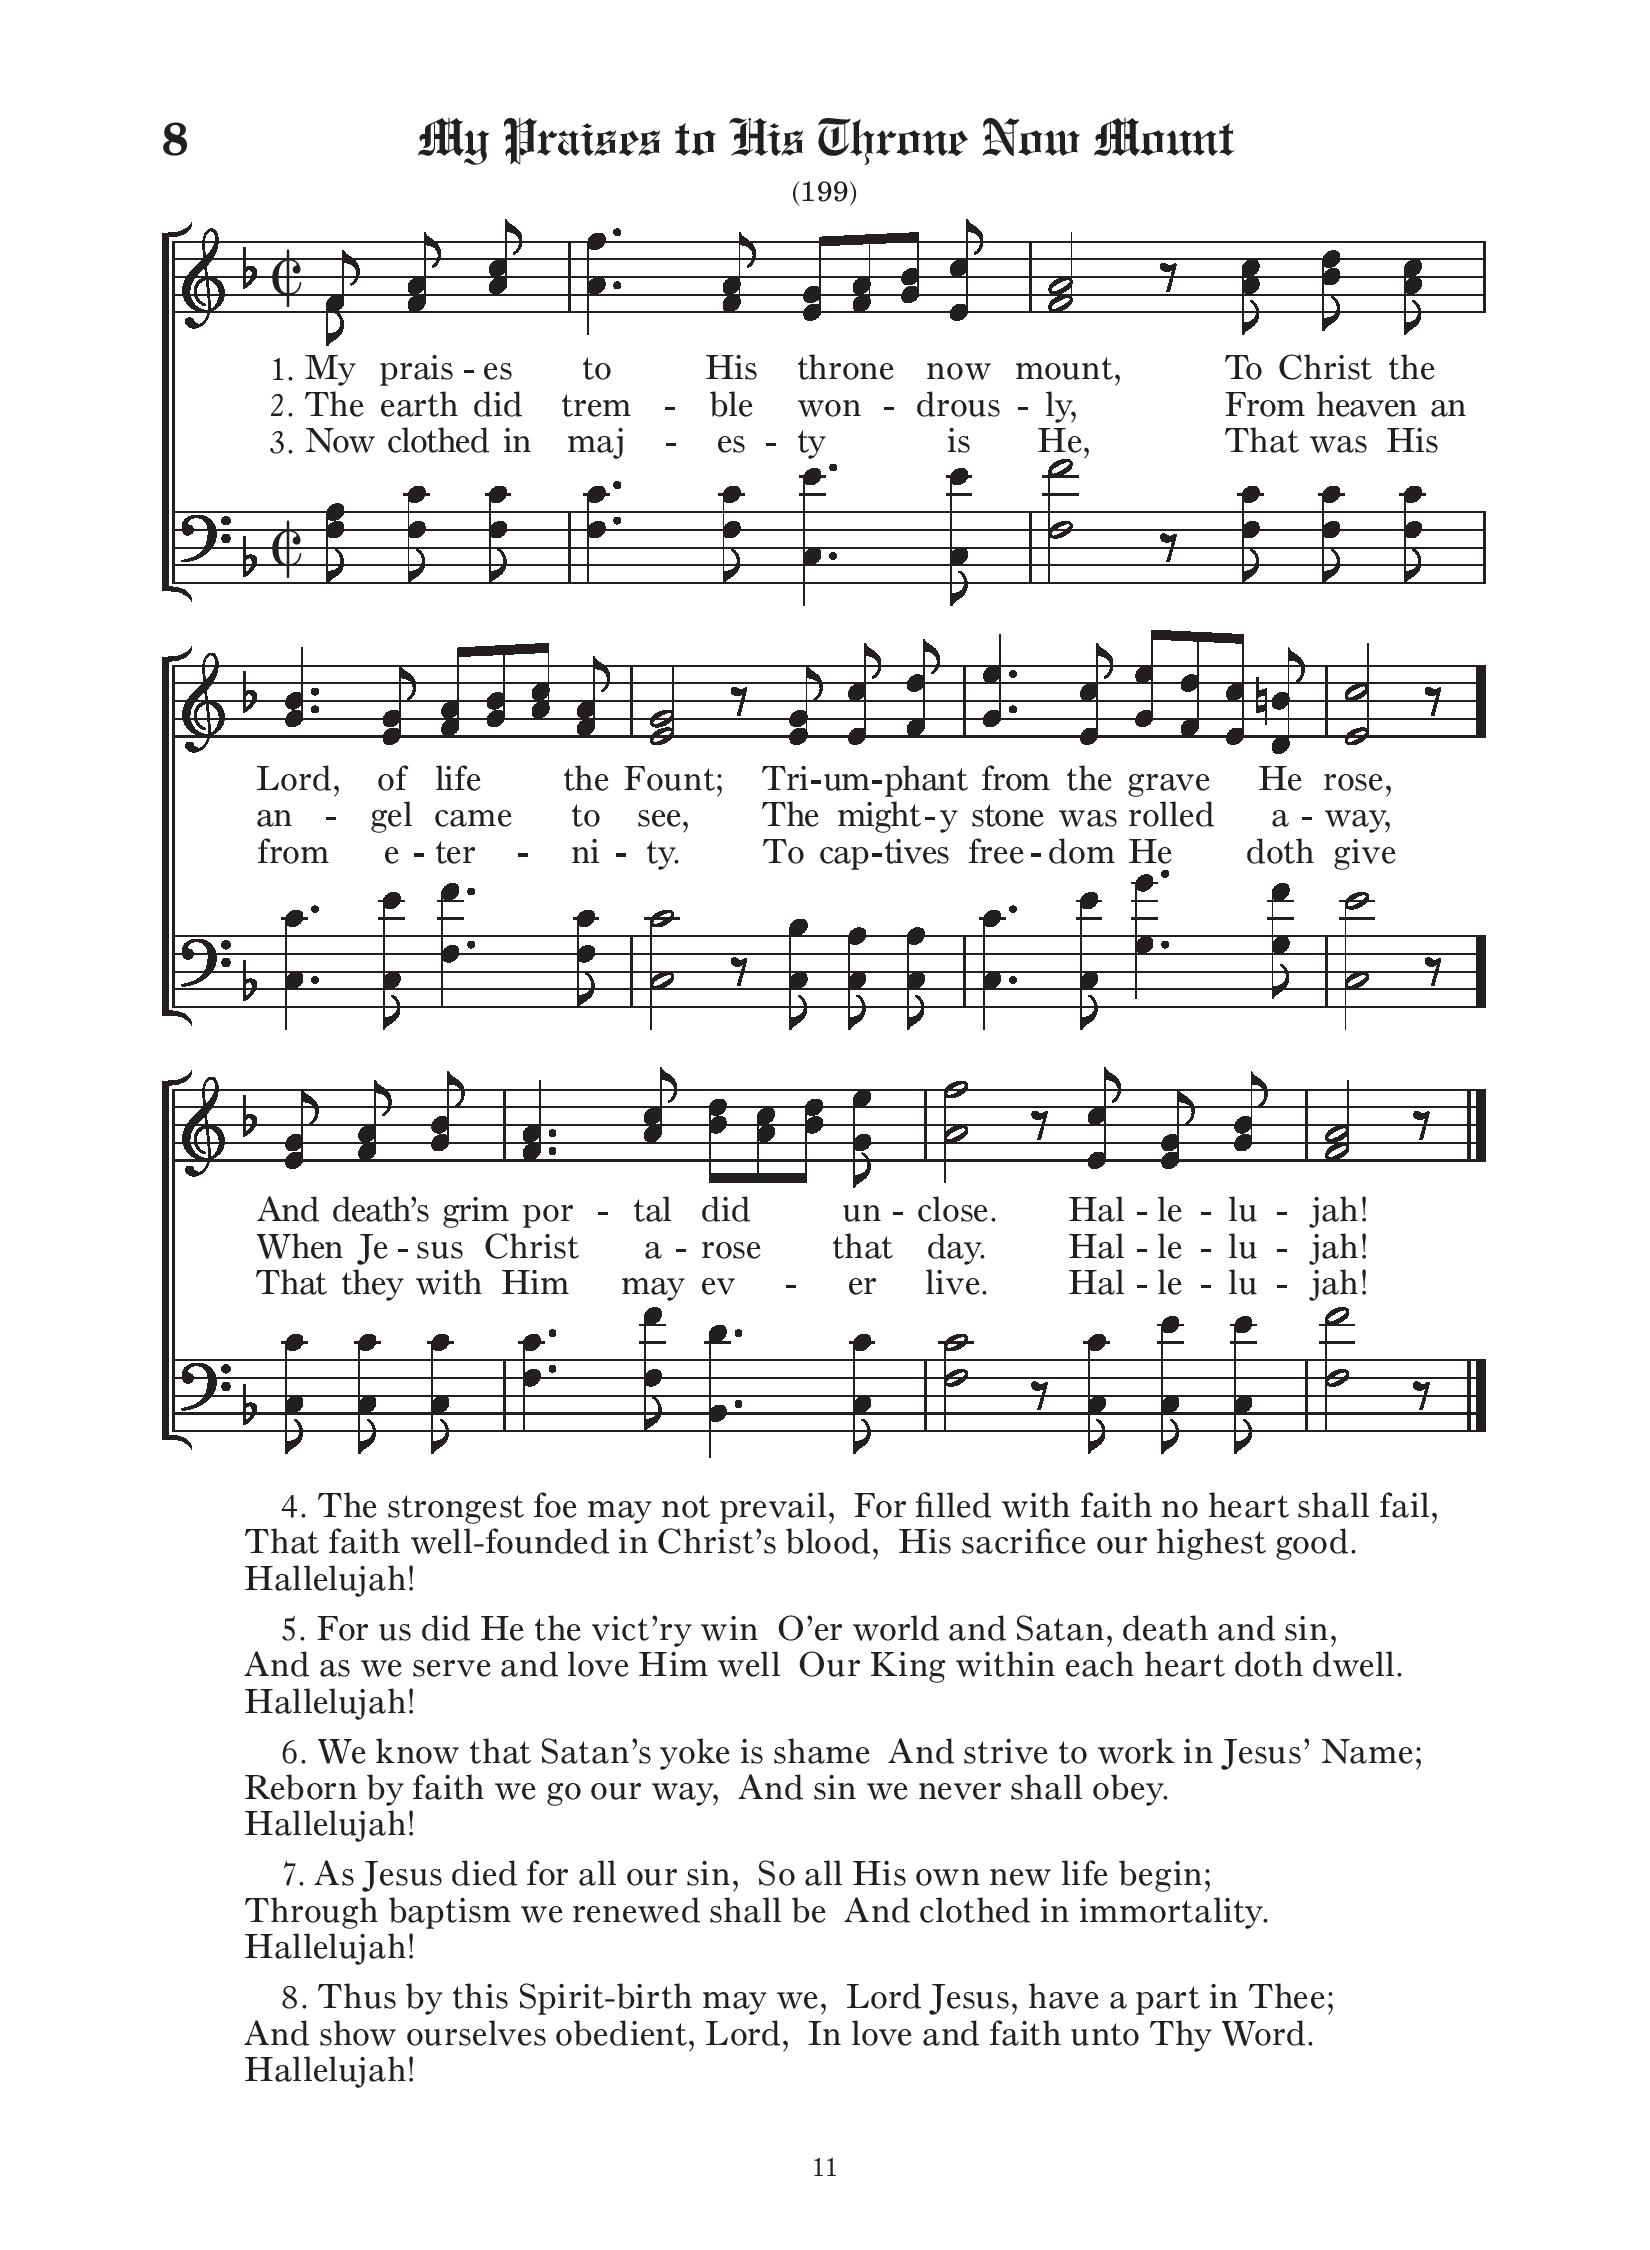 8 My Praises to His Throne Now Mount
(199)
1. My prais - es to His throne now mount, To Christ the
2. The earth did trem - ble won - drous - ly, From heaven an
3. Now clothed in maj - es - ty is He, That was His
Lord, of life the Fount; Tri-um-phant from the grave He rose,
an - gel came to see, The might-y stone was rolled a - way,
from e - ter - ni - ty. To cap-tives free-dom He doth give
And death’s grim por - tal did un - close. Hal - le - lu - jah!
When Je - sus Christ a - rose that day. Hal - le - lu - jah!
That they with Him may ev - er live. Hal - le - lu - jah!
4. The strongest foe may not prevail, For filled with faith no heart shall fail,
That faith well-founded in Christ’s blood, His sacrifice our highest good.
Hallelujah!
5. For us did He the vict’ry win O’er world and Satan, death and sin,
And as we serve and love Him well Our King within each heart doth dwell.
Hallelujah!
6. We know that Satan’s yoke is shame And strive to work in Jesus’ Name;
Reborn by faith we go our way, And sin we never shall obey.
Hallelujah!
7. As Jesus died for all our sin, So all His own new life begin;
Through baptism we renewed shall be And clothed in immortality.
Hallelujah!
8. Thus by this Spirit-birth may we, Lord Jesus, have a part in Thee;
And show ourselves obedient, Lord, In love and faith unto Thy Word.
Hallelujah!
11